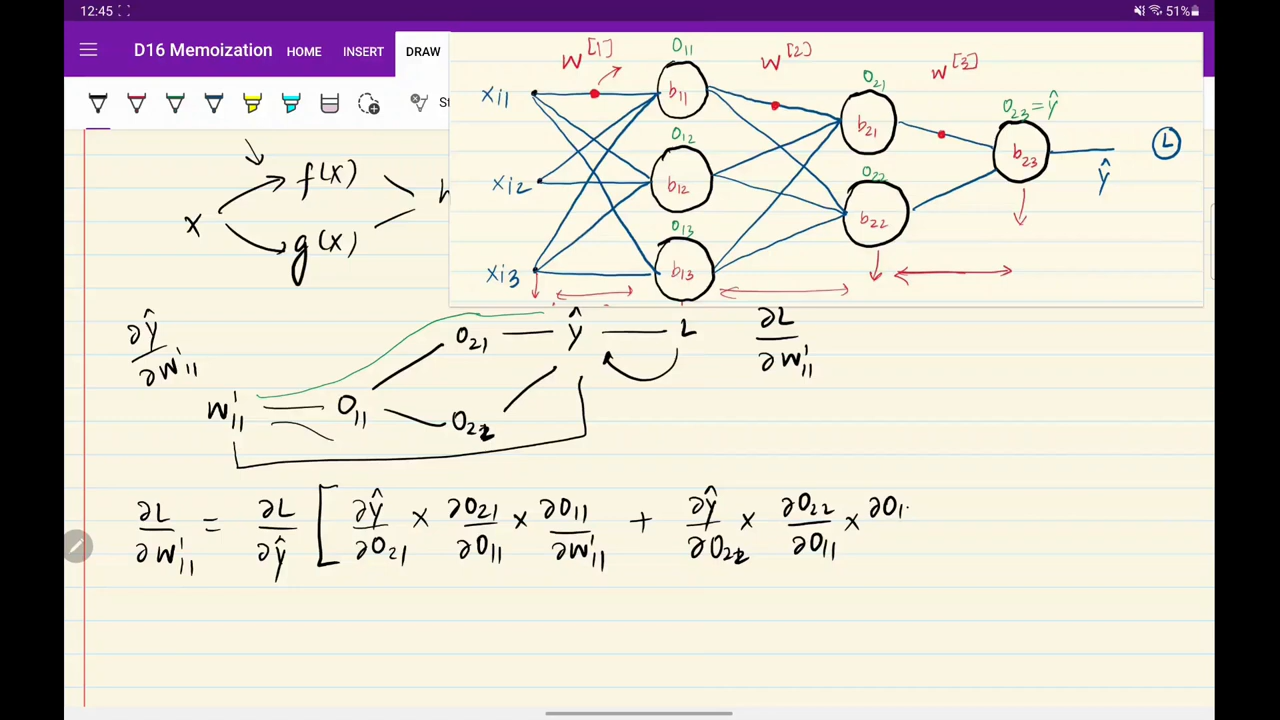 12:45 51%
D16 Memoization HOME INSERT DRAW
W[1] O11 W[2] O21 W[3]
xi1 b11 b21 O23 = ŷ
O12 O22 b23 L
xi2 b12 b22 ŷ
O13
xi3 b13
x f(x)
g(x)
∂ŷ/∂W¹11 O21 ŷ L ∂L/∂W¹11
W¹11 O11 O22
∂L/∂W¹11 = ∂L/∂ŷ [ ∂ŷ/∂O21 × ∂O21/∂O11 × ∂O11/∂W¹11 + ∂ŷ/∂O22 × ∂O22/∂O11 × ∂O1